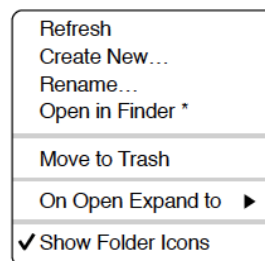 Refresh
Create New...
Rename...
Open in Finder *
Move to Trash
On Open Expand to ▶
✓ Show Folder Icons